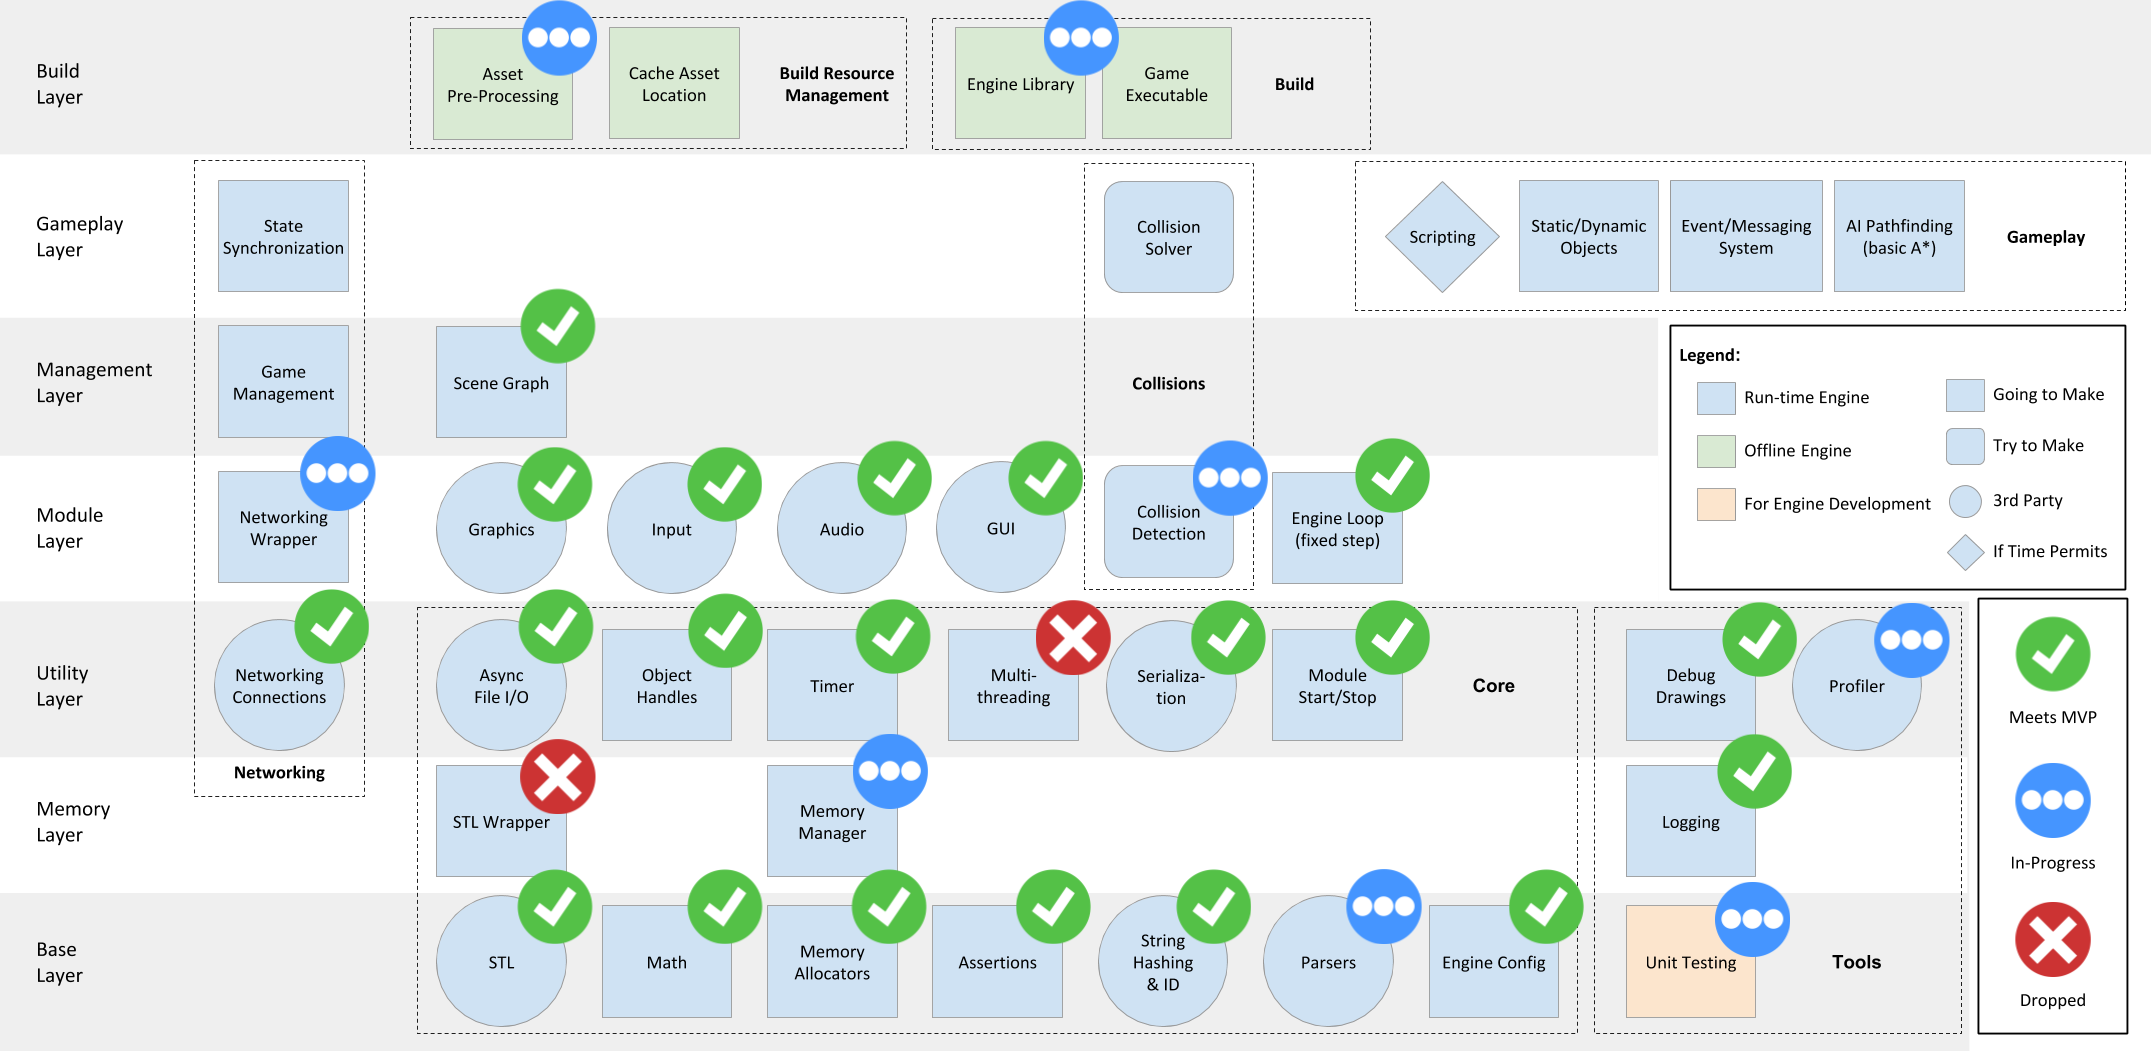 Build
Layer
Asset
Pre-Processing
Cache Asset
Location
Build Resource
Management
Engine Library
Game
Executable
Build
Gameplay
Layer
State
Synchronization
Collision
Solver
Scripting
Static/Dynamic
Objects
Event/Messaging
System
AI Pathfinding
(basic A*)
Gameplay
Management
Layer
Game
Management
Scene Graph
Collisions
Legend:
Run-time Engine
Going to Make
Offline Engine
Try to Make
For Engine Development
3rd Party
If Time Permits
Module
Layer
Networking
Wrapper
Graphics
Input
Audio
GUI
Collision
Detection
Engine Loop
(fixed step)
Utility
Layer
Networking
Connections
Async
File I/O
Object
Handles
Timer
Multi-
threading
Serializa-
tion
Module
Start/Stop
Core
Debug
Drawings
Profiler
Meets MVP
Networking
Memory
Layer
STL Wrapper
Memory
Manager
Logging
In-Progress
Base
Layer
STL
Math
Memory
Allocators
Assertions
String
Hashing
& ID
Parsers
Engine Config
Unit Testing
Tools
Dropped